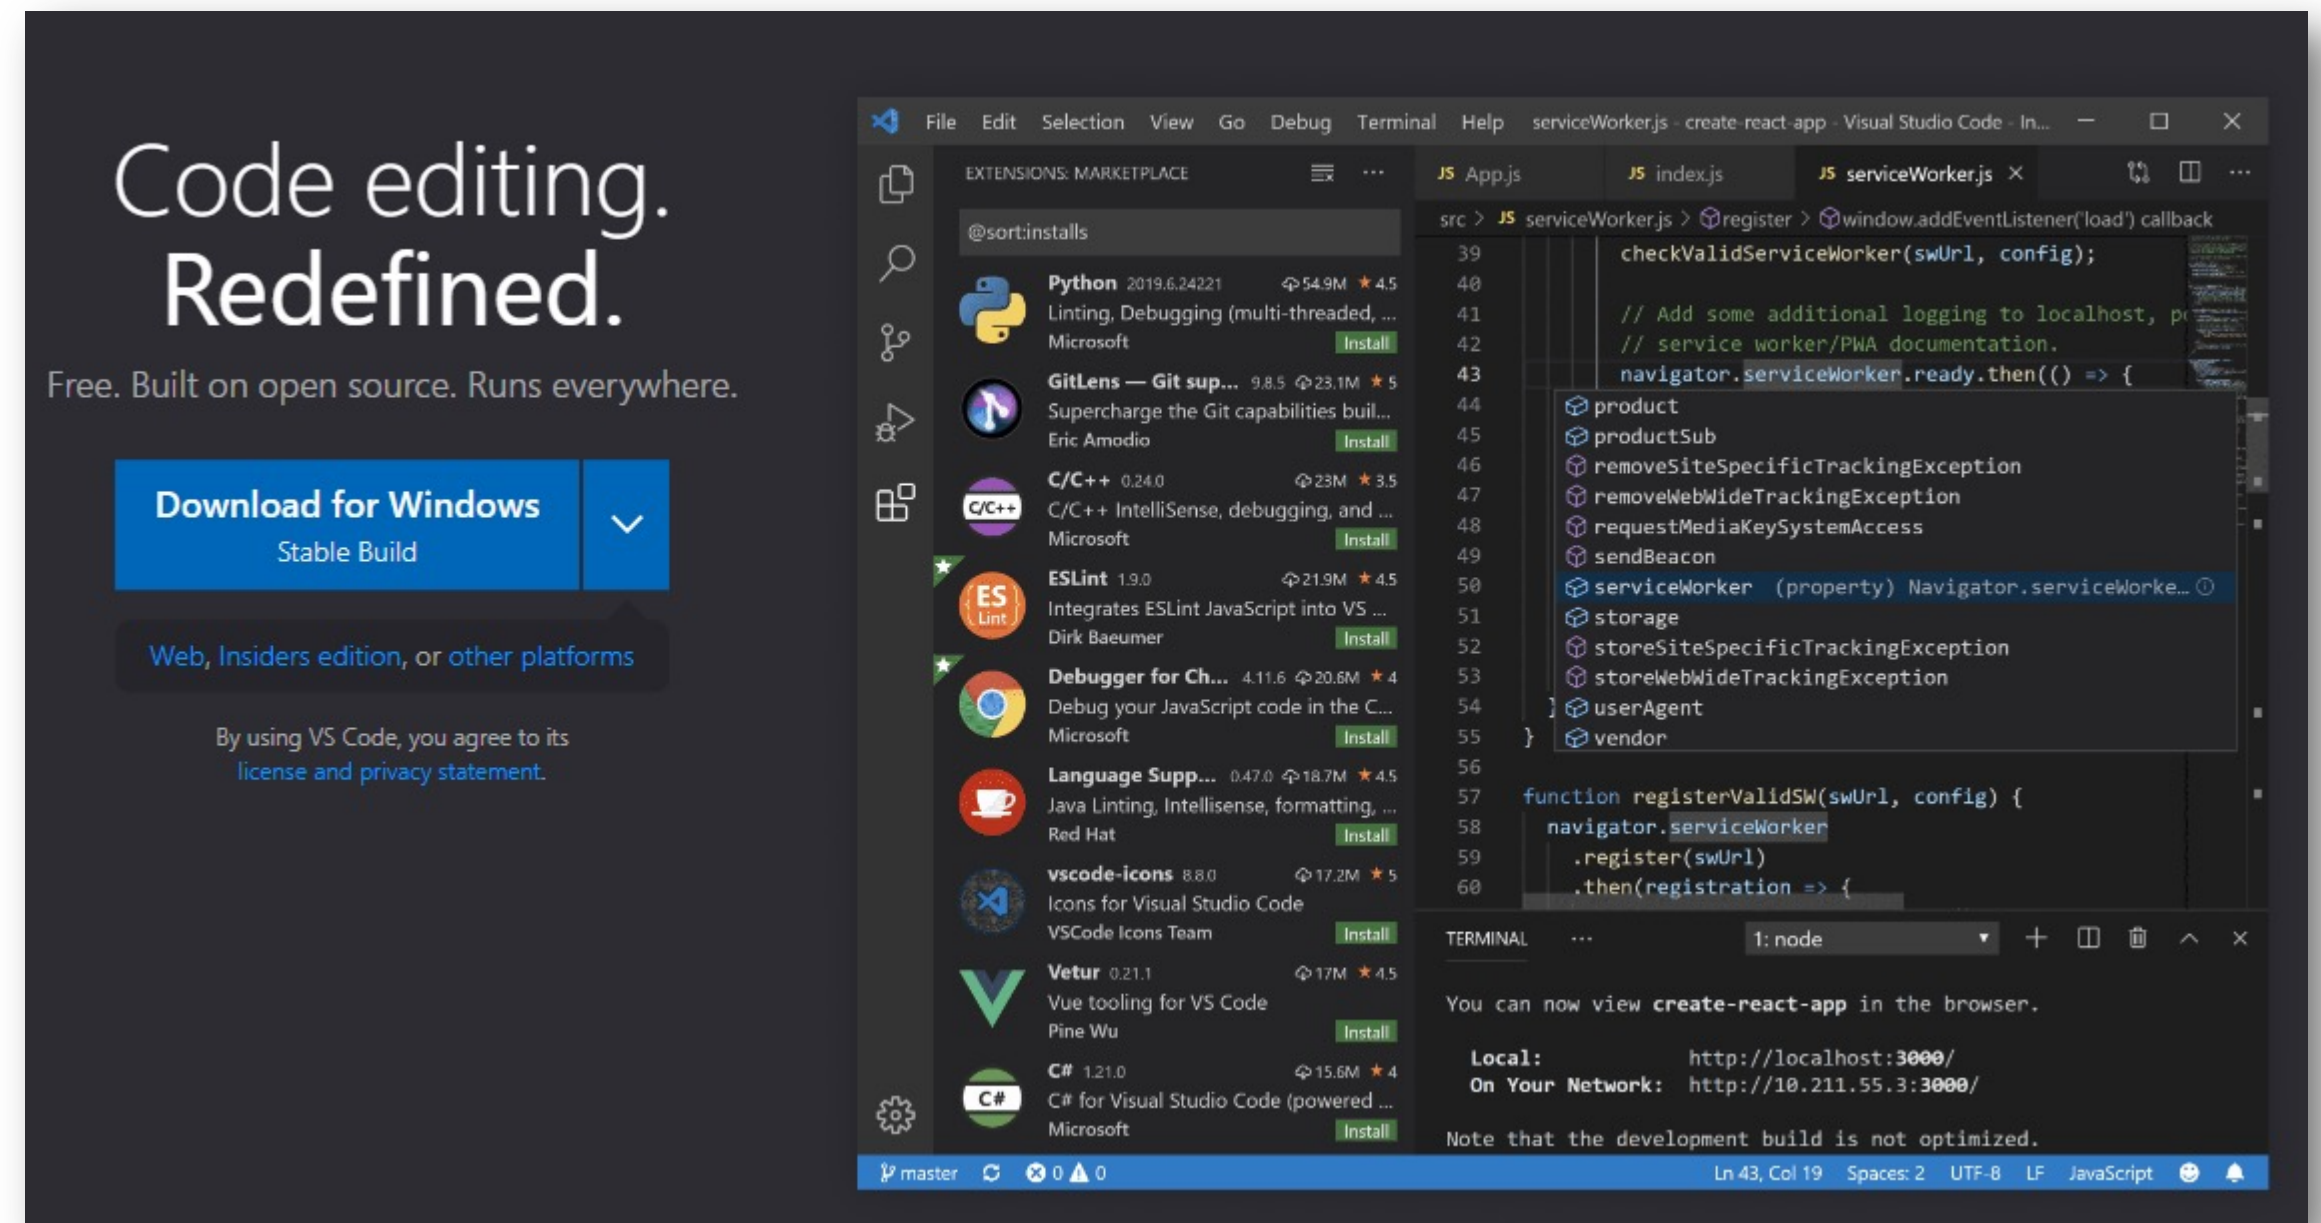 Code editing.
Redefined.
Free. Built on open source. Runs everywhere.
Download for Windows
Stable Build
Web, Insiders edition, or other platforms
By using VS Code, you agree to its
license and privacy statement.
File Edit Selection View Go Debug Terminal Help serviceWorker.js - create-react-app - Visual Studio Code - In...
EXTENSIONS: MARKETPLACE
@sort:installs
Python 2019.6.24221 54.9M ★ 4.5
Linting, Debugging (multi-threaded, ...
Microsoft Install
GitLens — Git sup... 9.8.5 23.1M ★ 5
Supercharge the Git capabilities buil...
Eric Amodio Install
C/C++
C/C++ 0.24.0 23M ★ 3.5
C/C++ IntelliSense, debugging, and ...
Microsoft Install
ES
Lint
ESLint 1.9.0 21.9M ★ 4.5
Integrates ESLint JavaScript into VS ...
Dirk Baeumer Install
Debugger for Ch... 4.11.6 20.6M ★ 4
Debug your JavaScript code in the C...
Microsoft Install
Language Supp... 0.47.0 18.7M ★ 4.5
Java Linting, Intellisense, formatting, ...
Red Hat Install
vscode-icons 8.8.0 17.2M ★ 5
Icons for Visual Studio Code
VSCode Icons Team Install
Vetur 0.21.1 17M ★ 4.5
Vue tooling for VS Code
Pine Wu Install
C#
C# 1.21.0 15.6M ★ 4
C# for Visual Studio Code (powered ...
Microsoft Install
JS App.js JS index.js JS serviceWorker.js ×
src > JS serviceWorker.js > register > window.addEventListener('load') callback
39 checkValidServiceWorker(swUrl, config);
40
41 // Add some additional logging to localhost,
42 // service worker/PWA documentation.
43 navigator.serviceWorker.ready.then(() => {
44 product
45 productSub
46 removeSiteSpecificTrackingException
47 removeWebWideTrackingException
48 requestMediaKeySystemAccess
49 sendBeacon
50 serviceWorker (property) Navigator.serviceWorke...
51 storage
52 storeSiteSpecificTrackingException
53 storeWebWideTrackingException
54 } userAgent
55 } vendor
56
57 function registerValidSW(swUrl, config) {
58 navigator.serviceWorker
59 .register(swUrl)
60 .then(registration => {
TERMINAL ... 1: node
You can now view create-react-app in the browser.
Local: http://localhost:3000/
On Your Network: http://10.211.55.3:3000/
Note that the development build is not optimized.
master 0 0 Ln 43, Col 19 Spaces: 2 UTF-8 LF JavaScript